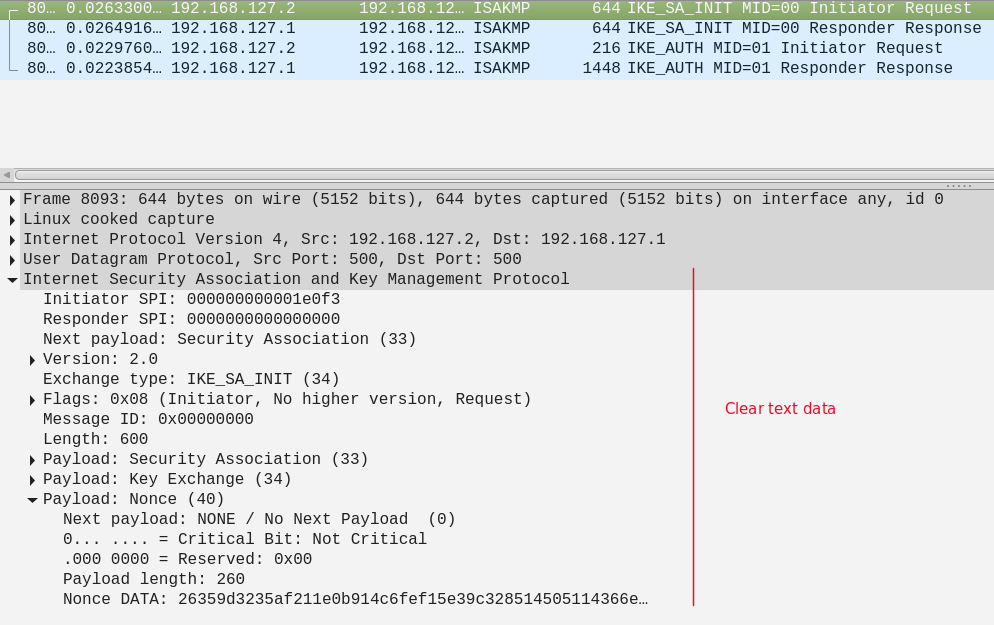 80… 0.0263300… 192.168.127.2 192.168.12… ISAKMP 644 IKE_SA_INIT MID=00 Initiator Request
80… 0.0264916… 192.168.127.1 192.168.12… ISAKMP 644 IKE_SA_INIT MID=00 Responder Response
80… 0.0229760… 192.168.127.2 192.168.12… ISAKMP 216 IKE_AUTH MID=01 Initiator Request
80… 0.0223854… 192.168.127.1 192.168.12… ISAKMP 1448 IKE_AUTH MID=01 Responder Response
Frame 8093: 644 bytes on wire (5152 bits), 644 bytes captured (5152 bits) on interface any, id 0
Linux cooked capture
Internet Protocol Version 4, Src: 192.168.127.2, Dst: 192.168.127.1
User Datagram Protocol, Src Port: 500, Dst Port: 500
Internet Security Association and Key Management Protocol
Initiator SPI: 000000000001e0f3
Responder SPI: 0000000000000000
Next payload: Security Association (33)
Version: 2.0
Exchange type: IKE_SA_INIT (34)
Flags: 0x08 (Initiator, No higher version, Request)
Clear text data
Message ID: 0x00000000
Length: 600
Payload: Security Association (33)
Payload: Key Exchange (34)
Payload: Nonce (40)
Next payload: NONE / No Next Payload  (0)
0... .... = Critical Bit: Not Critical
.000 0000 = Reserved: 0x00
Payload length: 260
Nonce DATA: 26359d3235af211e0b914c6fef15e39c328514505114366e…